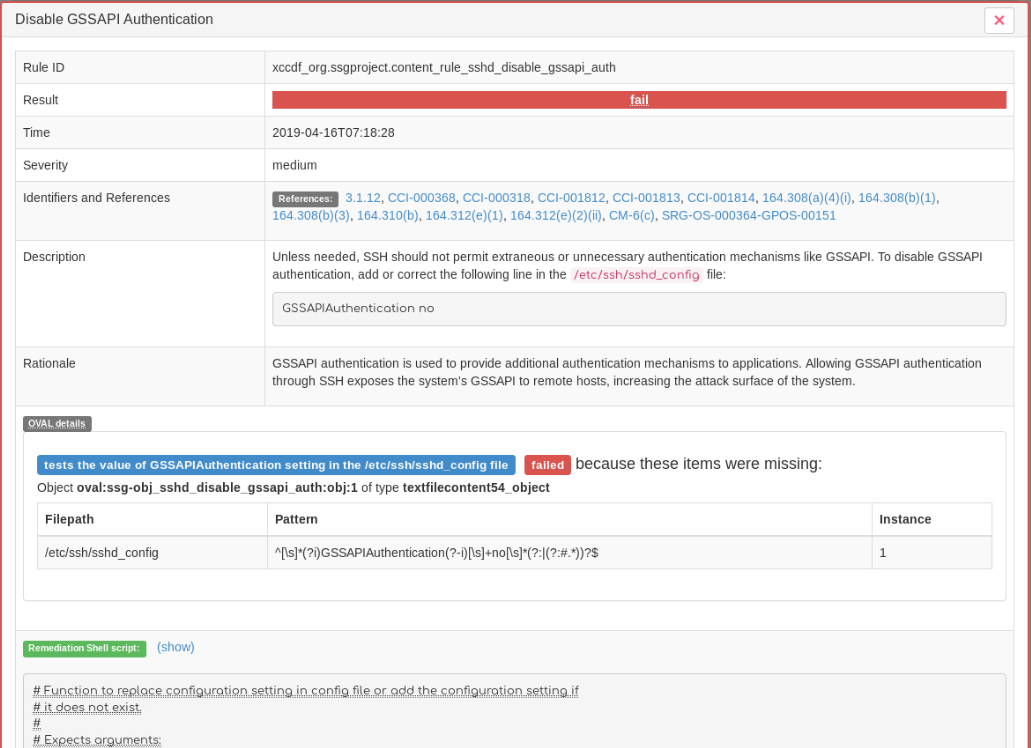 Disable GSSAPI Authentication
Rule ID xccdf_org.ssgproject.content_rule_sshd_disable_gssapi_auth
Result fail
Time 2019-04-16T07:18:28
Severity medium
Identifiers and References References: 3.1.12, CCI-000368, CCI-000318, CCI-001812, CCI-001813, CCI-001814, 164.308(a)(4)(i), 164.308(b)(1),
164.308(b)(3), 164.310(b), 164.312(e)(1), 164.312(e)(2)(ii), CM-6(c), SRG-OS-000364-GPOS-00151
Description Unless needed, SSH should not permit extraneous or unnecessary authentication mechanisms like GSSAPI. To disable GSSAPI
authentication, add or correct the following line in the /etc/ssh/sshd_config file:
GSSAPIAuthentication no
Rationale GSSAPI authentication is used to provide additional authentication mechanisms to applications. Allowing GSSAPI authentication
through SSH exposes the system's GSSAPI to remote hosts, increasing the attack surface of the system.
OVAL details
tests the value of GSSAPIAuthentication setting in the /etc/ssh/sshd_config file failed because these items were missing:
Object oval:ssg-obj_sshd_disable_gssapi_auth:obj:1 of type textfilecontent54_object
Filepath Pattern Instance
/etc/ssh/sshd_config ^[\s]*(?i)GSSAPIAuthentication(?-i)[\s]+no[\s]*(?:|(?:#.*))?$ 1
Remediation Shell script: (show)
# Function to replace configuration setting in config file or add the configuration setting if
# it does not exist.
#
# Expects arguments: